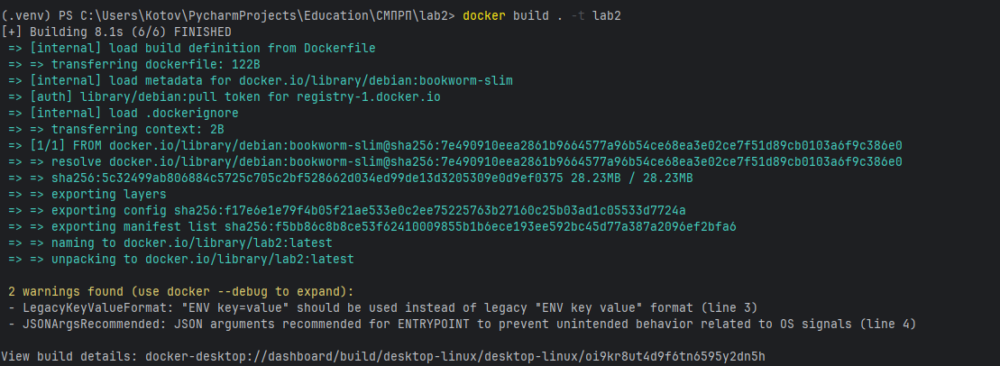 (.venv) PS C:\Users\Kotov\PycharmProjects\Education\СМПРП\lab2> docker build . -t lab2
[+] Building 8.1s (6/6) FINISHED
=> [internal] load build definition from Dockerfile
=> => transferring dockerfile: 122B
=> [internal] load metadata for docker.io/library/debian:bookworm-slim
=> [auth] library/debian:pull token for registry-1.docker.io
=> [internal] load .dockerignore
=> => transferring context: 2B
=> [1/1] FROM docker.io/library/debian:bookworm-slim@sha256:7e490910eea2861b9664577a96b54ce68ea3e02ce7f51d89cb0103a6f9c386e0
=> => resolve docker.io/library/debian:bookworm-slim@sha256:7e490910eea2861b9664577a96b54ce68ea3e02ce7f51d89cb0103a6f9c386e0
=> => sha256:5c32499ab806884c5725c705c2bf528662d034ed99de13d3205309e0d9ef0375 28.23MB / 28.23MB
=> => exporting layers
=> => exporting config sha256:f17e6e1e79f4b05f21ae533e0c2ee75225763b27160c25b03ad1c05533d7724a
=> => exporting manifest list sha256:f5bb86c8b8ce53f62410009855b1b6ece193ee592bc45d77a387a2096ef2bfa6
=> => naming to docker.io/library/lab2:latest
=> => unpacking to docker.io/library/lab2:latest
2 warnings found (use docker --debug to expand):
- LegacyKeyValueFormat: "ENV key=value" should be used instead of legacy "ENV key value" format (line 3)
- JSONArgsRecommended: JSON arguments recommended for ENTRYPOINT to prevent unintended behavior related to OS signals (line 4)
View build details: docker-desktop://dashboard/build/desktop-linux/desktop-linux/oi9kr8ut4d9f6tn6595y2dn5h